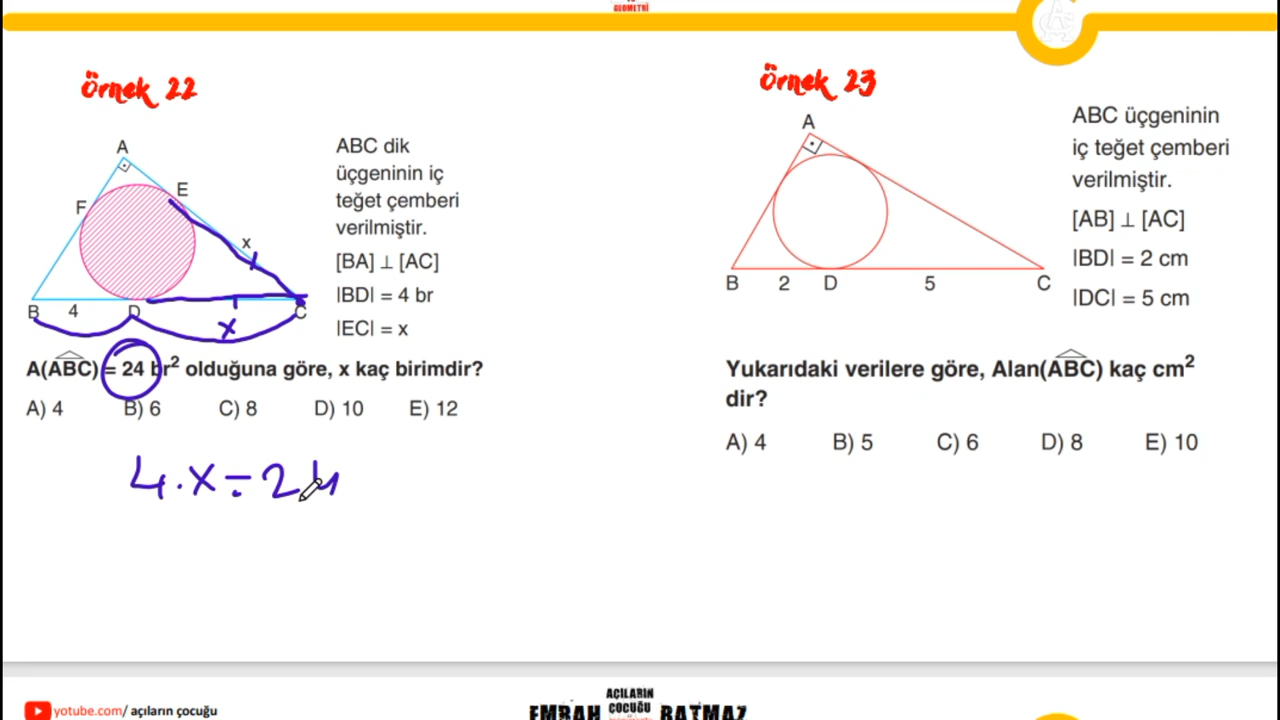 GEOMETRİ
Örnek 22
A
E
F
x
B
4
D
C
x
ABC dik
üçgeninin iç
teğet çemberi
verilmiştir.
[BA] ⊥ [AC]
|BD| = 4 br
|EC| = x
A(ABC) = 24 br² olduğuna göre, x kaç birimdir?
A) 4 B) 6 C) 8 D) 10 E) 12
4.x = 24
Örnek 23
A
B 2 D 5 C
ABC üçgeninin
iç teğet çemberi
verilmiştir.
[AB] ⊥ [AC]
|BD| = 2 cm
|DC| = 5 cm
Yukarıdaki verilere göre, Alan(ABC) kaç cm²
dir?
A) 4 B) 5 C) 6 D) 8 E) 10
yotube.com/ açıların çocuğu
AÇILARIN
EMRAH ÇOCUĞU BATMAZ